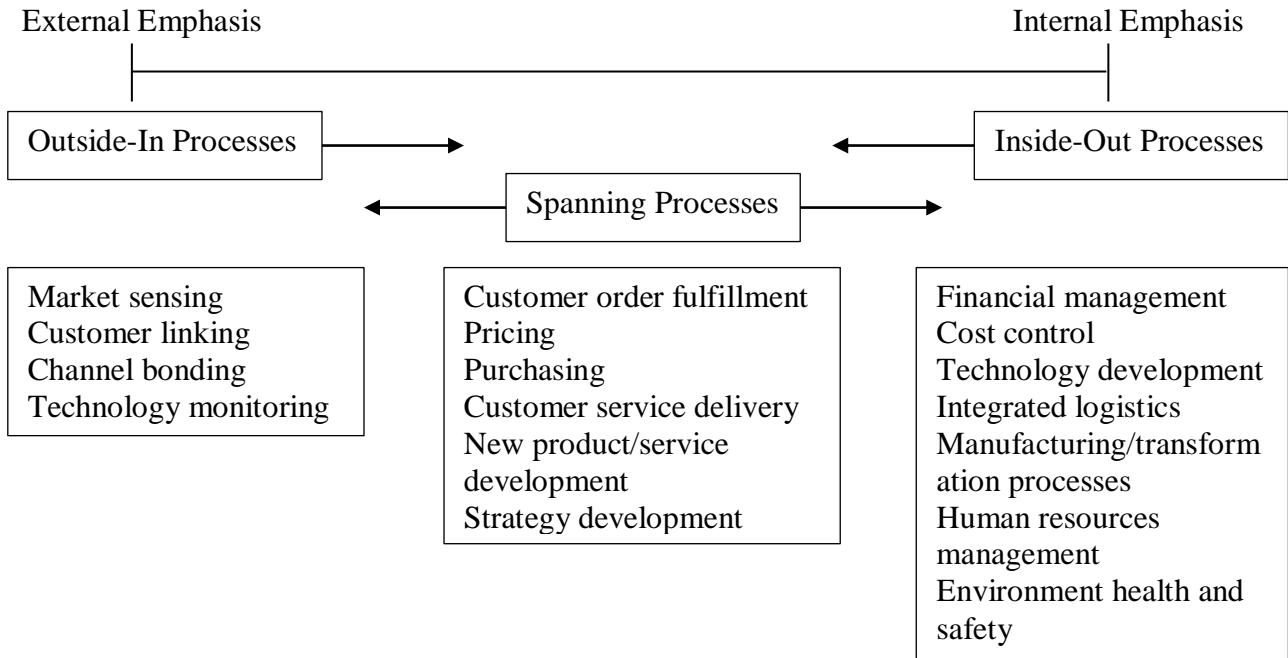 External Emphasis
Internal Emphasis
Outside-In Processes
Inside-Out Processes
Spanning Processes
Market sensing
Customer linking
Channel bonding
Technology monitoring
Customer order fulfillment
Pricing
Purchasing
Customer service delivery
New product/service
development
Strategy development
Financial management
Cost control
Technology development
Integrated logistics
Manufacturing/transform
ation processes
Human resources
management
Environment health and
safety